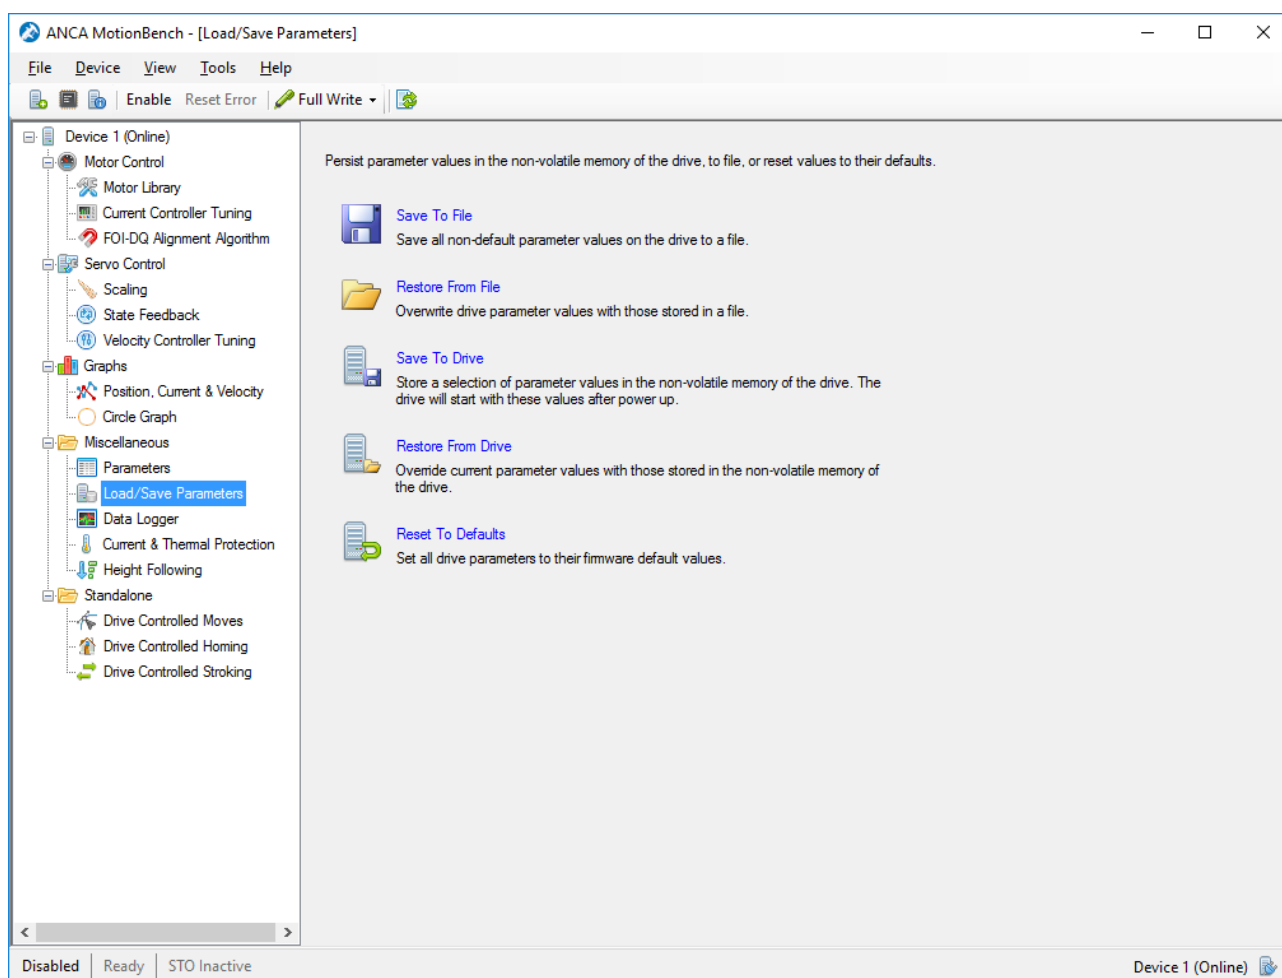 ANCA MotionBench - [Load/Save Parameters]
File Device View Tools Help
Enable Reset Error Full Write
Device 1 (Online)
Motor Control
Motor Library
Current Controller Tuning
FOI-DQ Alignment Algorithm
Servo Control
Scaling
State Feedback
Velocity Controller Tuning
Graphs
Position, Current & Velocity
Circle Graph
Miscellaneous
Parameters
Load/Save Parameters
Data Logger
Current & Thermal Protection
Height Following
Standalone
Drive Controlled Moves
Drive Controlled Homing
Drive Controlled Stroking
Persist parameter values in the non-volatile memory of the drive, to file, or reset values to their defaults.
Save To File
Save all non-default parameter values on the drive to a file.
Restore From File
Overwrite drive parameter values with those stored in a file.
Save To Drive
Store a selection of parameter values in the non-volatile memory of the drive. The
drive will start with these values after power up.
Restore From Drive
Override current parameter values with those stored in the non-volatile memory of
the drive.
Reset To Defaults
Set all drive parameters to their firmware default values.
Disabled Ready STO Inactive Device 1 (Online)